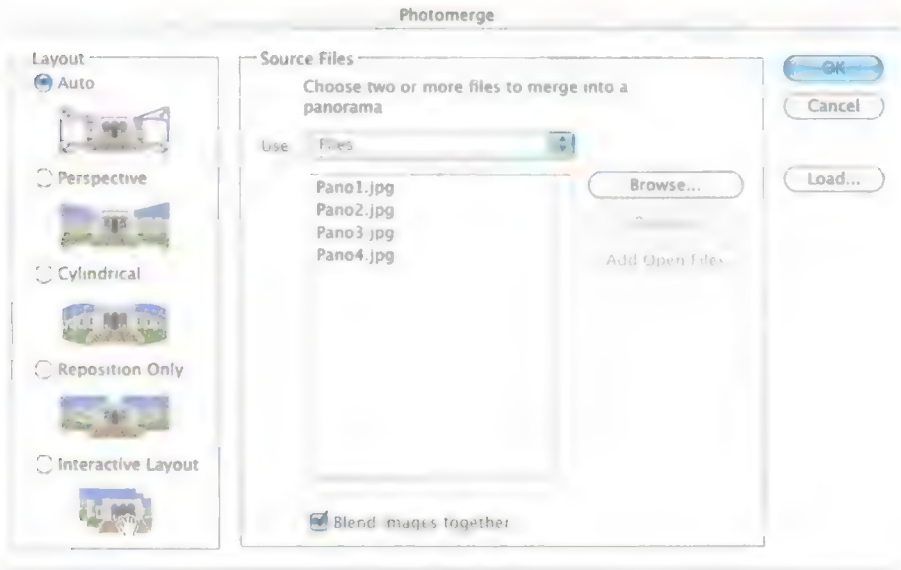 Photomerge
Layout
Auto
Perspective
Cylindrical
Reposition Only
Interactive Layout
Source Files
Choose two or more files to merge into a
panorama
Use Files
Pano1.jpg
Pano2.jpg
Pano3.jpg
Pano4.jpg
Browse...
Add Open Files
Blend images together
OK
Cancel
Load...